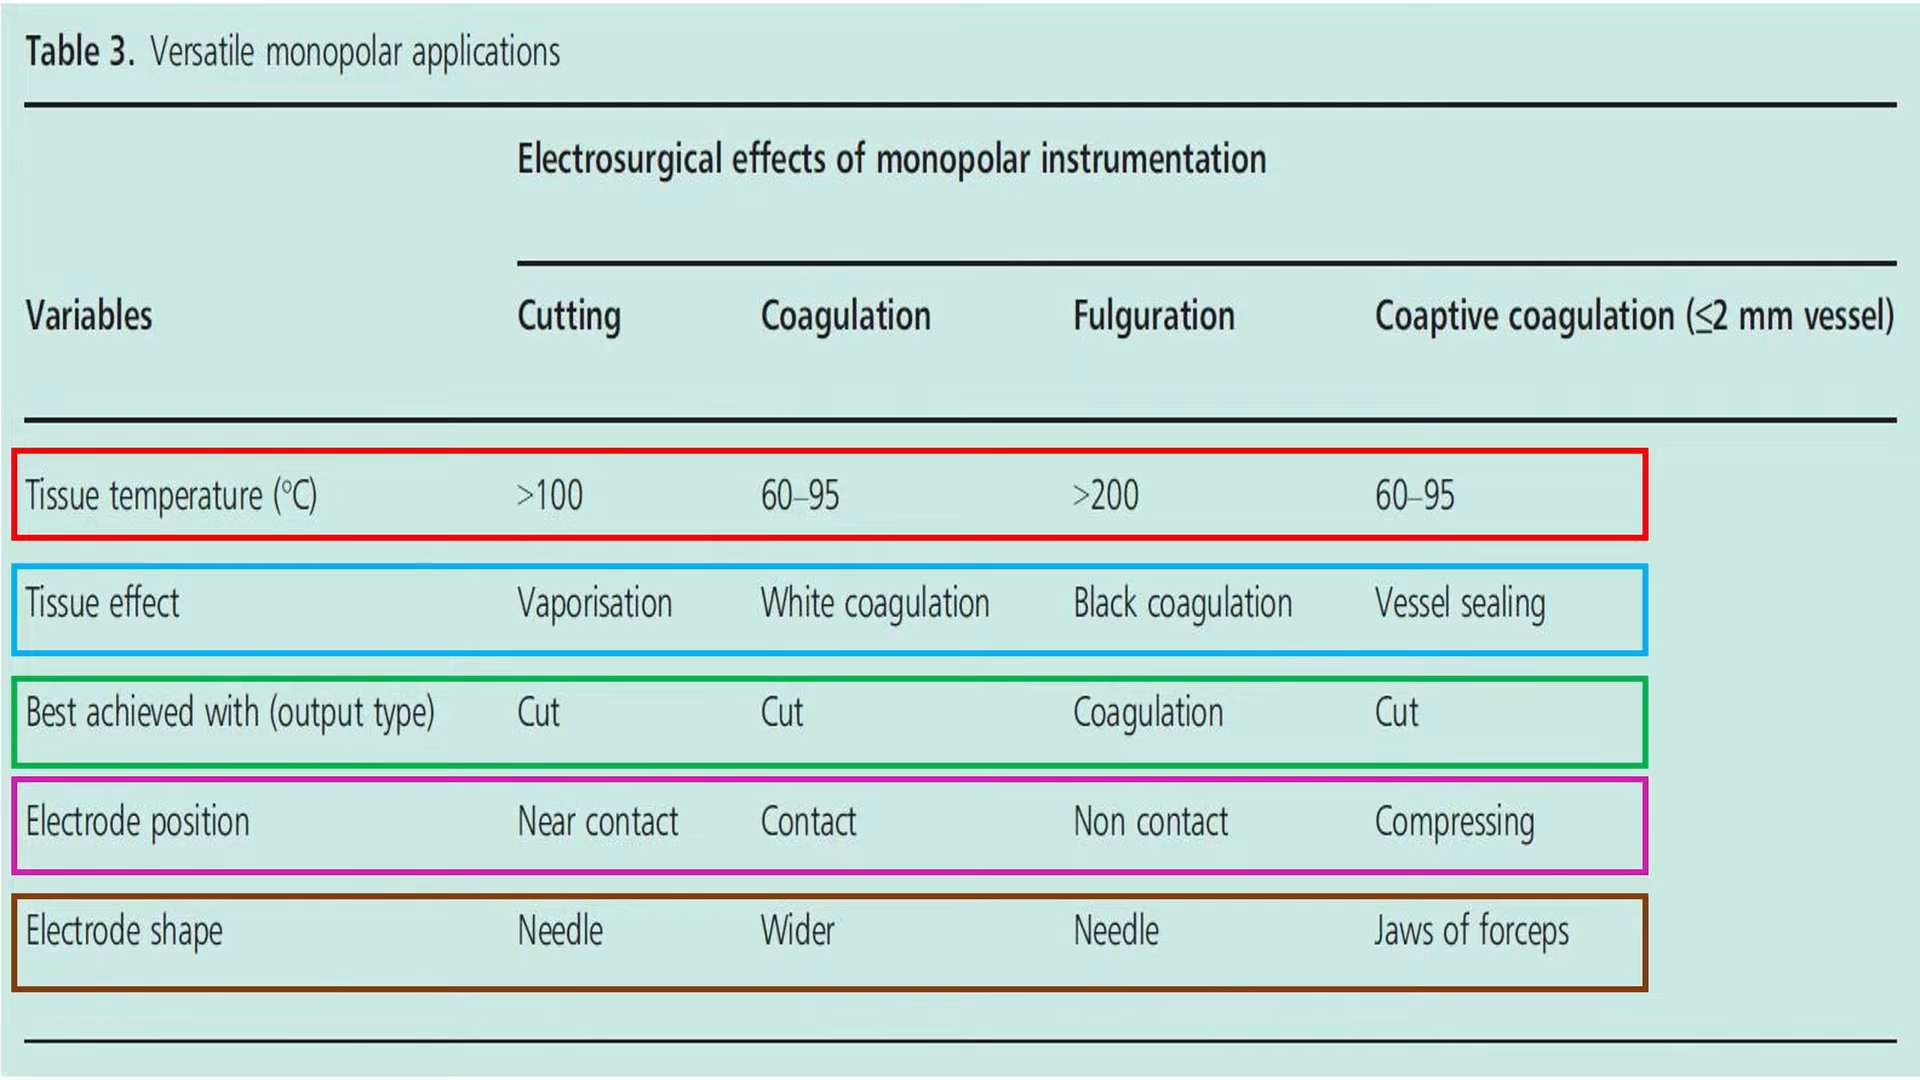 Table 3. Versatile monopolar applications
Electrosurgical effects of monopolar instrumentation
Variables Cutting Coagulation Fulguration Coaptive coagulation (≤2 mm vessel)
Tissue temperature (°C) >100 60–95 >200 60–95
Tissue effect Vaporisation White coagulation Black coagulation Vessel sealing
Best achieved with (output type) Cut Cut Coagulation Cut
Electrode position Near contact Contact Non contact Compressing
Electrode shape Needle Wider Needle Jaws of forceps